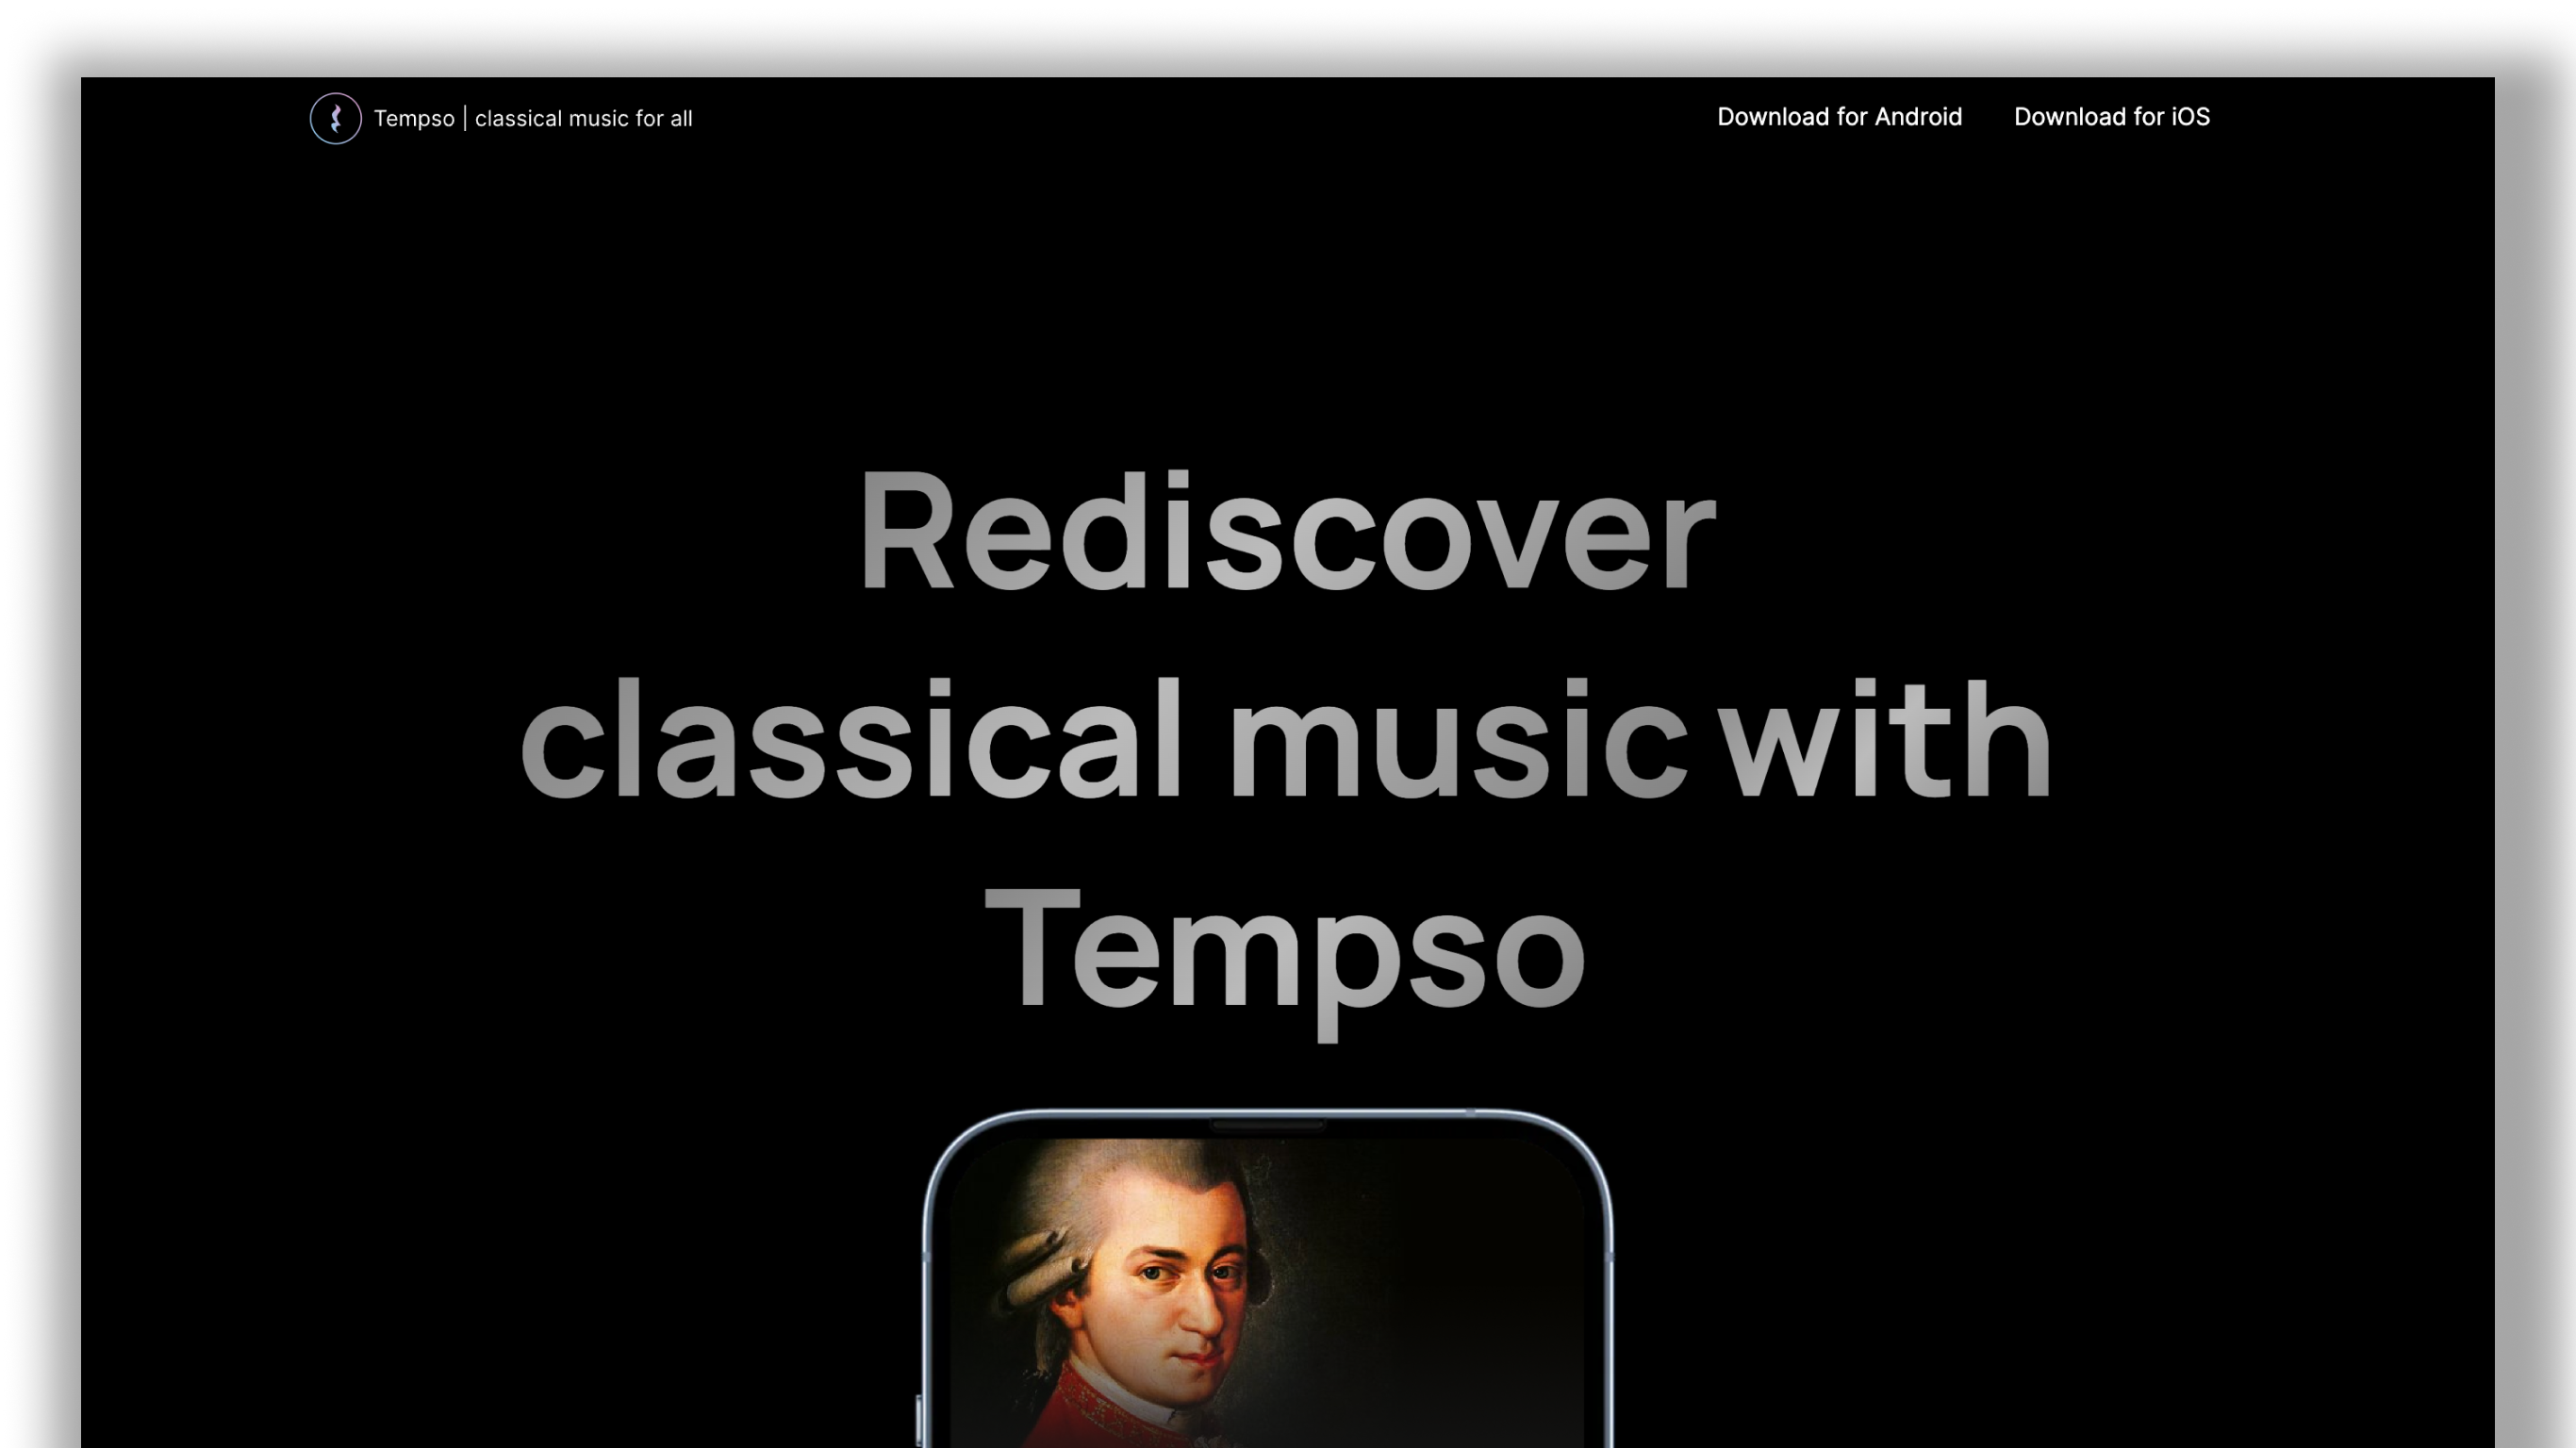 Tempso | classical music for all
Download for Android
Download for iOS
Rediscover
classical music with
Tempso